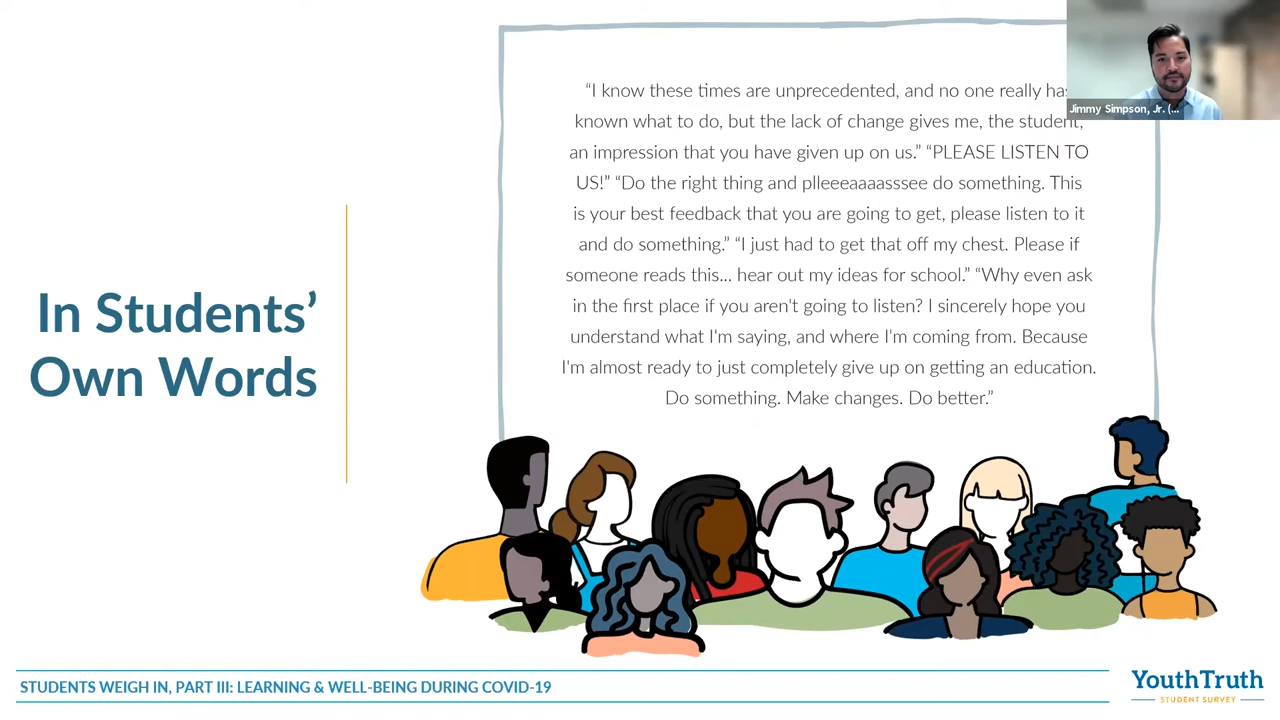 In Students’
Own Words
“I know these times are unprecedented, and no one really has
known what to do, but the lack of change gives me, the student,
an impression that you have given up on us.” “PLEASE LISTEN TO
US!” “Do the right thing and plleeeaaaasssee do something. This
is your best feedback that you are going to get, please listen to it
and do something.” “I just had to get that off my chest. Please if
someone reads this... hear out my ideas for school.” “Why even ask
in the first place if you aren't going to listen? I sincerely hope you
understand what I'm saying, and where I'm coming from. Because
I'm almost ready to just completely give up on getting an education.
Do something. Make changes. Do better.”
Jimmy Simpson, Jr. (...
STUDENTS WEIGH IN, PART III: LEARNING & WELL-BEING DURING COVID-19
YouthTruth
STUDENT SURVEY